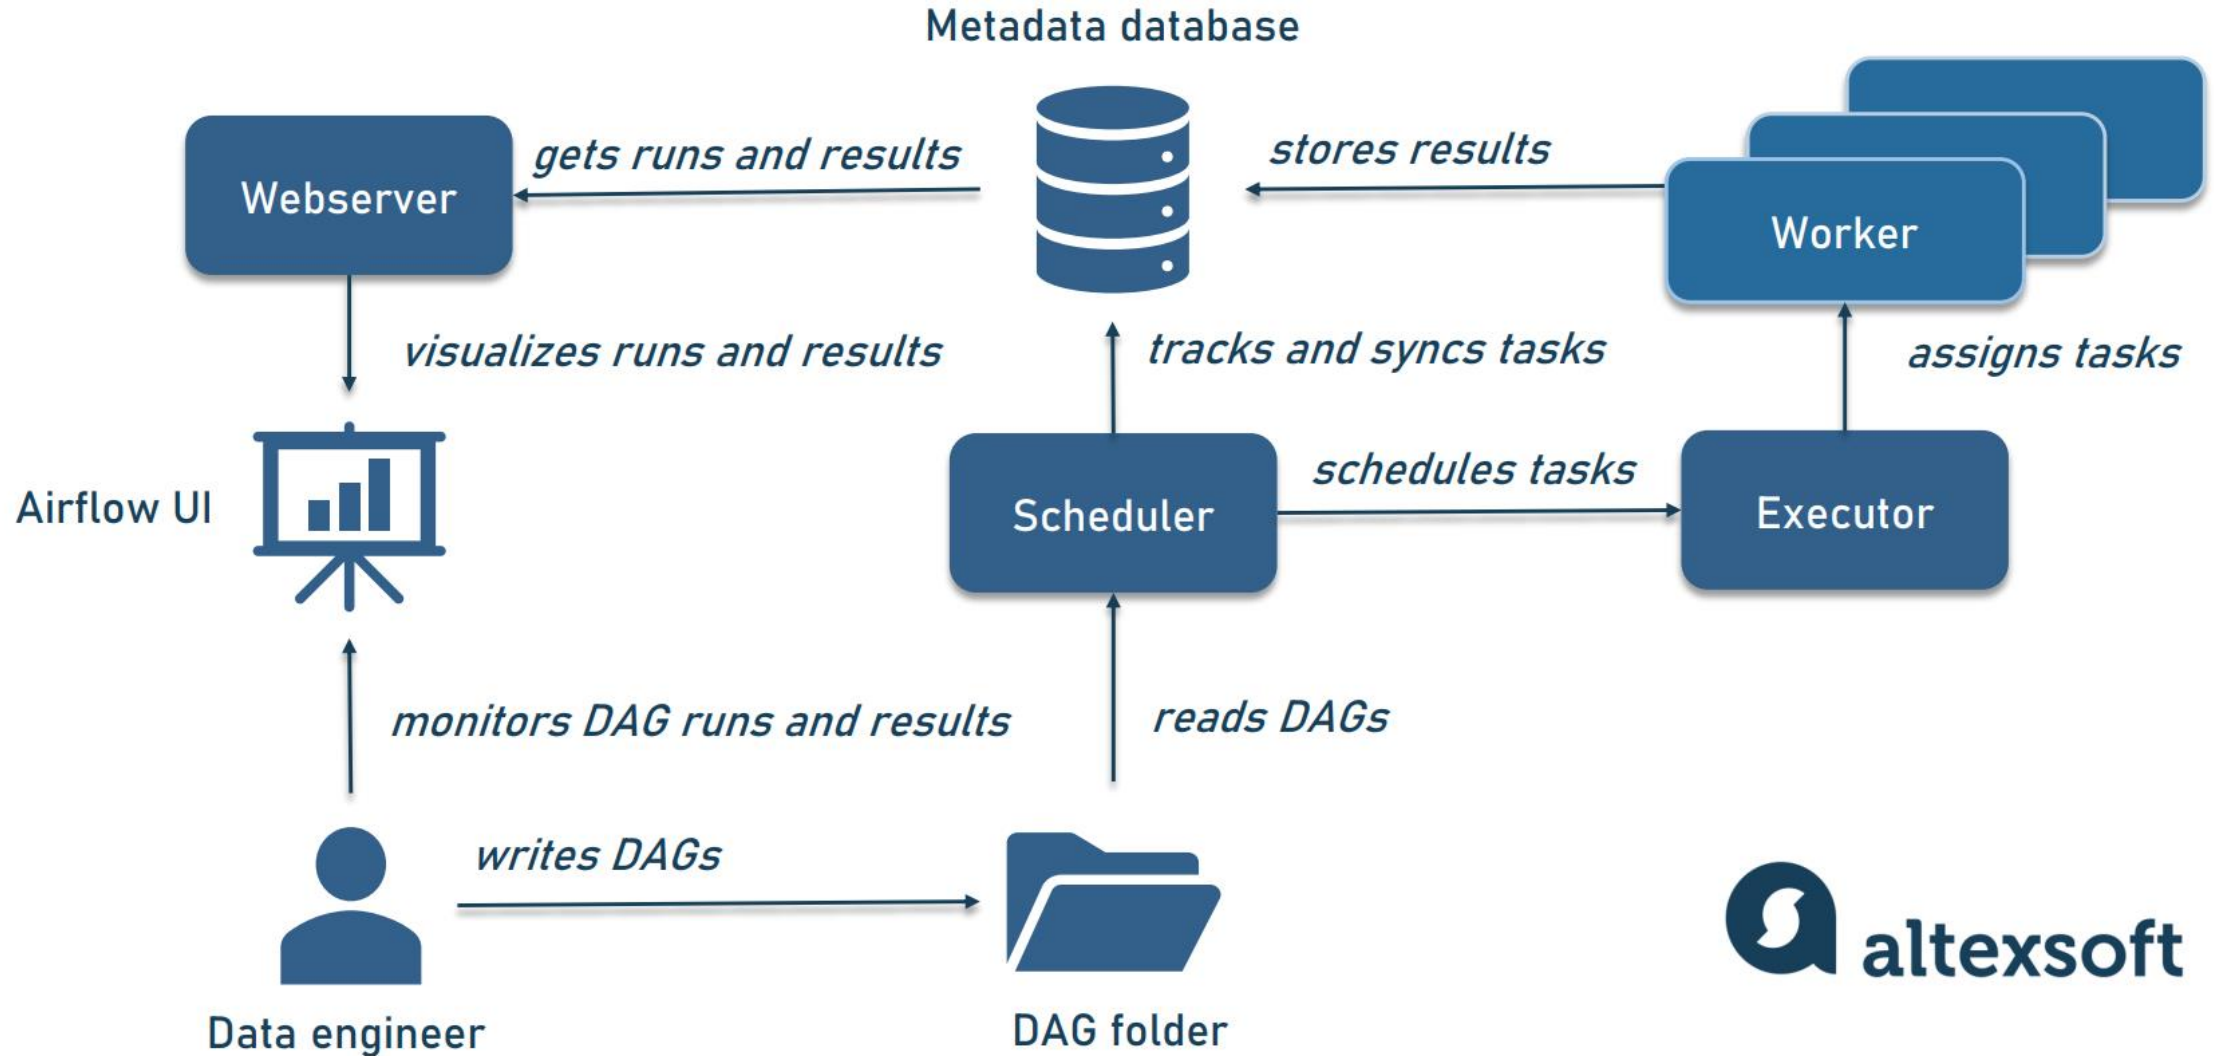 Metadata database
gets runs and results
stores results
Webserver
Worker
visualizes runs and results
tracks and syncs tasks
assigns tasks
Airflow UI
schedules tasks
Scheduler
Executor
monitors DAG runs and results
reads DAGs
writes DAGs
altexsoft
Data engineer
DAG folder